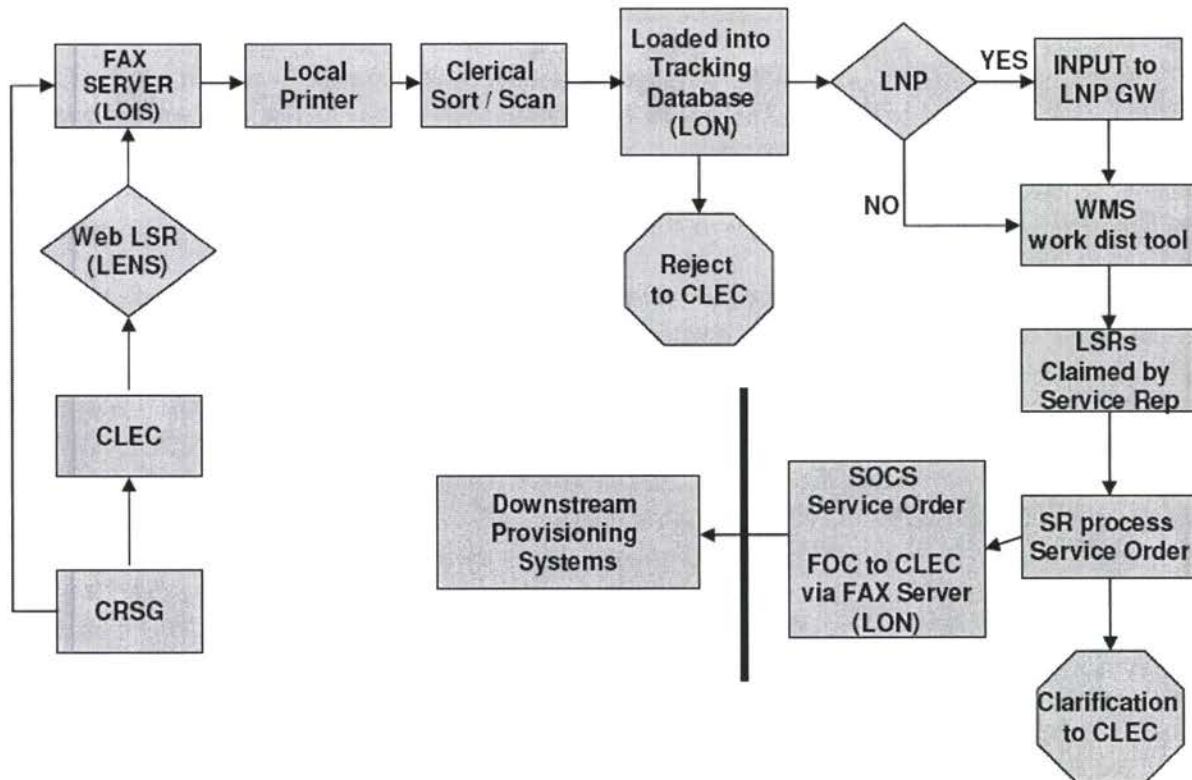 FAX
SERVER
(LOIS)
Local
Printer
Clerical
Sort / Scan
Loaded into
Tracking
Database
(LON)
LNP
YES
INPUT to
LNP GW
NO
WMS
work dist tool
Web LSR
(LENS)
Reject
to CLEC
LSRs
Claimed by
Service Rep
CLEC
SOCS
Service Order
FOC to CLEC
via FAX Server
(LON)
Downstream
Provisioning
Systems
SR process
Service Order
CRSG
Clarification
to CLEC